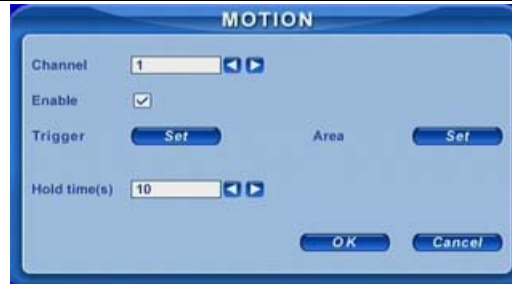 MOTION
Channel 1
Enable
Trigger Set Area Set
Hold time(s) 10
OK Cancel